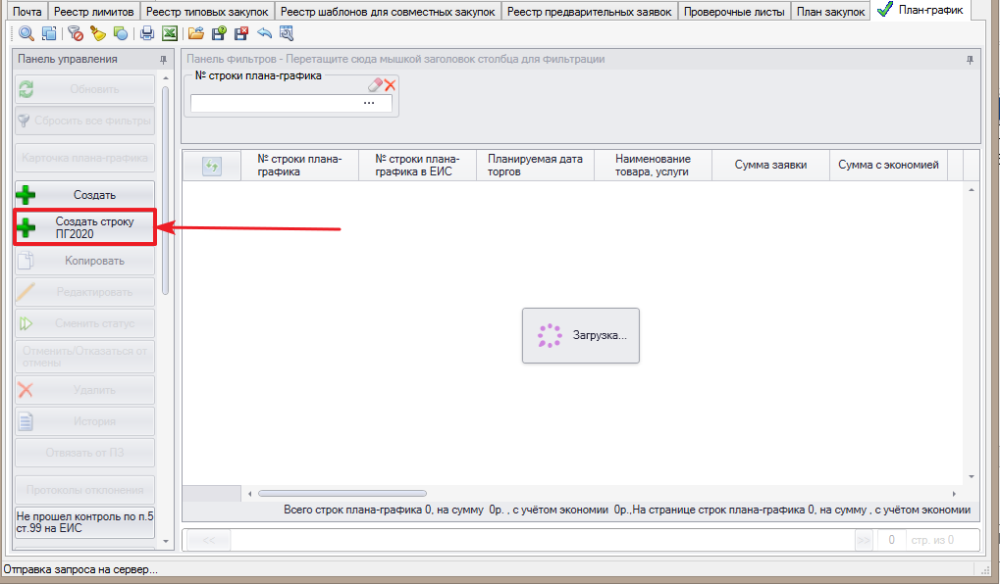 Почта
Реестр лимитов
Реестр типовых закупок
Реестр шаблонов для совместных закупок
Реестр предварительных заявок
Проверочные листы
План закупок
План-график
Панель управления
Обновить
Сбросить все фильтры
Карточка плана-графика
Создать
Создать строку
ПГ2020
Копировать
Редактировать
Сменить статус
Отменить/Отказаться от
отмены
Удалить
История
Отвязать от ПЗ
Протоколы отклонения
Не прошел контроль по п.5
ст.99 на ЕИС
Панель Фильтров - Перетащите сюда мышкой заголовок столбца для Фильтрации
№ строки плана-графика
...
№ строки плана-
графика
№ строки плана-
графика в ЕИС
Планируемая дата
торгов
Наименование
товара, услуги
Сумма заявки
Сумма с экономией
Загрузка...
Всего строк плана-графика 0, на сумму 0р. , с учётом экономии 0р.,На странице строк плана-графика 0, на сумму , с учётом экономии
<<
>>
0
стр. из 0
Отправка запроса на сервер...